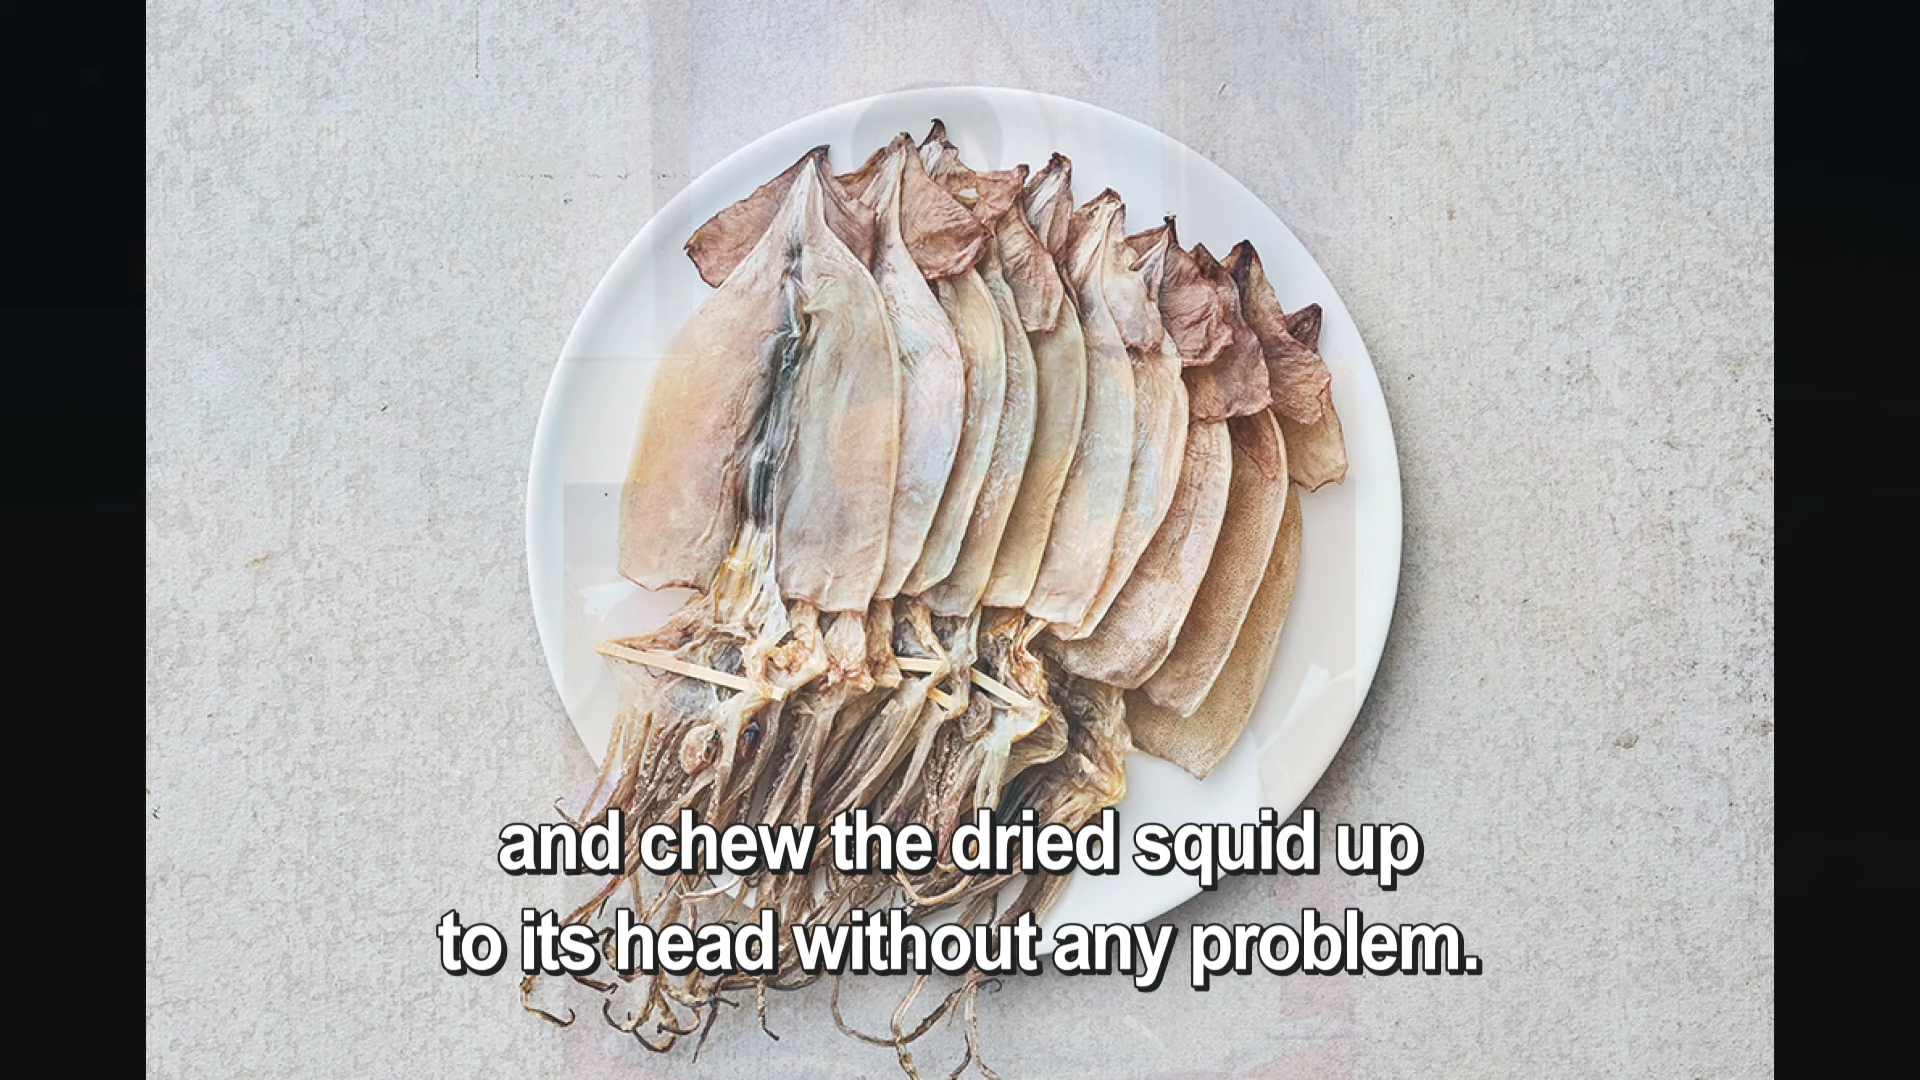 and chew the dried squid up
to its head without any problem.